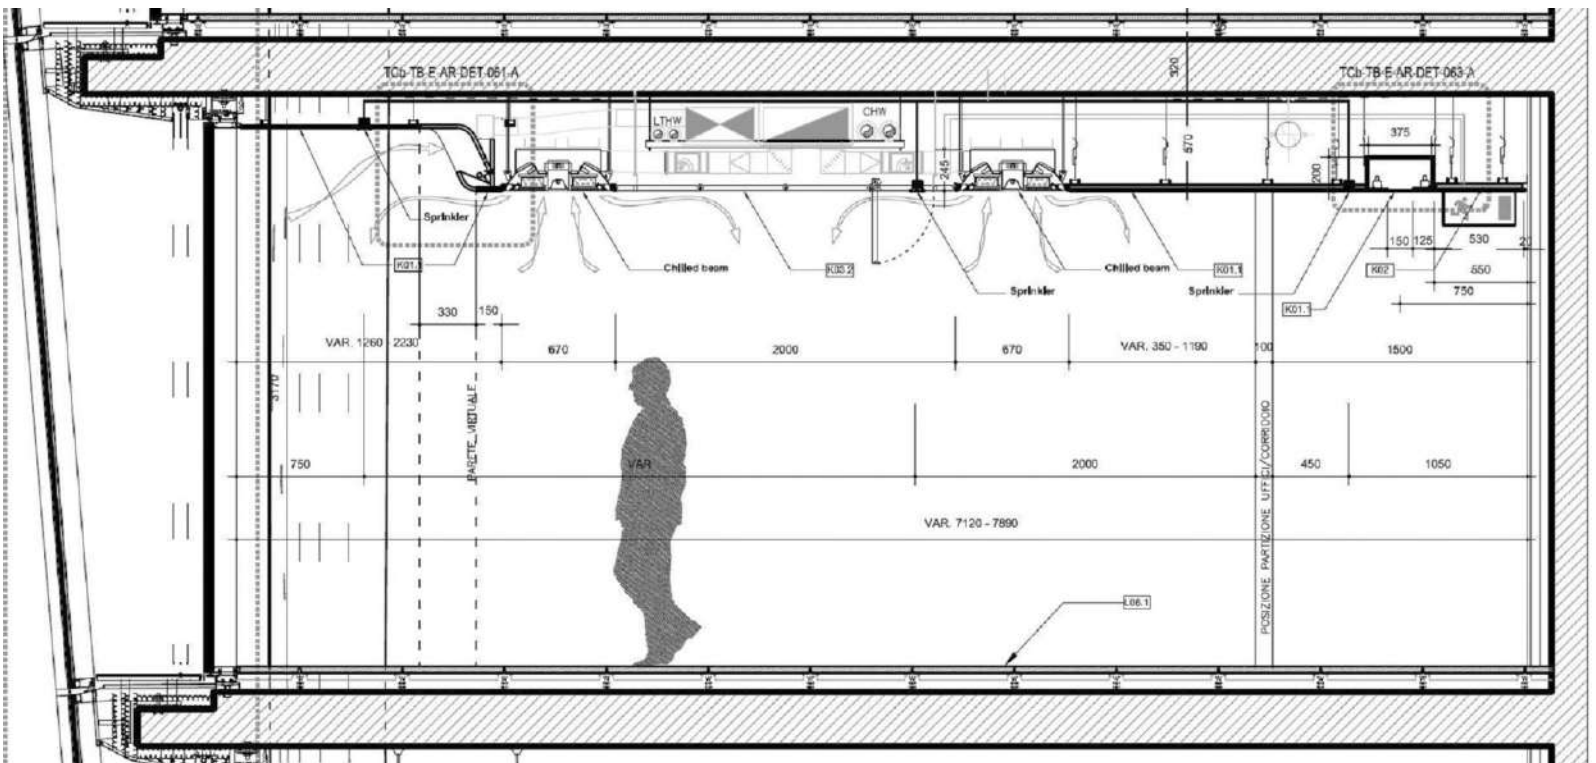 TCb-TB-E-AR-DET-061-A
320
TCb-TB-E-AR-DET-063-A
LTHW
CHW
375
570
245
200
Sprinkler
150
125
530
20
Chilled beam
K03.2
Chilled beam
K01.1
K02
550
Sprinkler
Sprinkler
750
K01.1
330
150
VAR. 1260 - 2230
670
2000
670
VAR. 350 - 1190
100
1500
3170
PARETE VIRTUALE
POSIZIONE PARTIZIONE UFFICI/CORRIDOIO
750
VAR
2000
450
1050
VAR. 7120 - 7890
L06.1